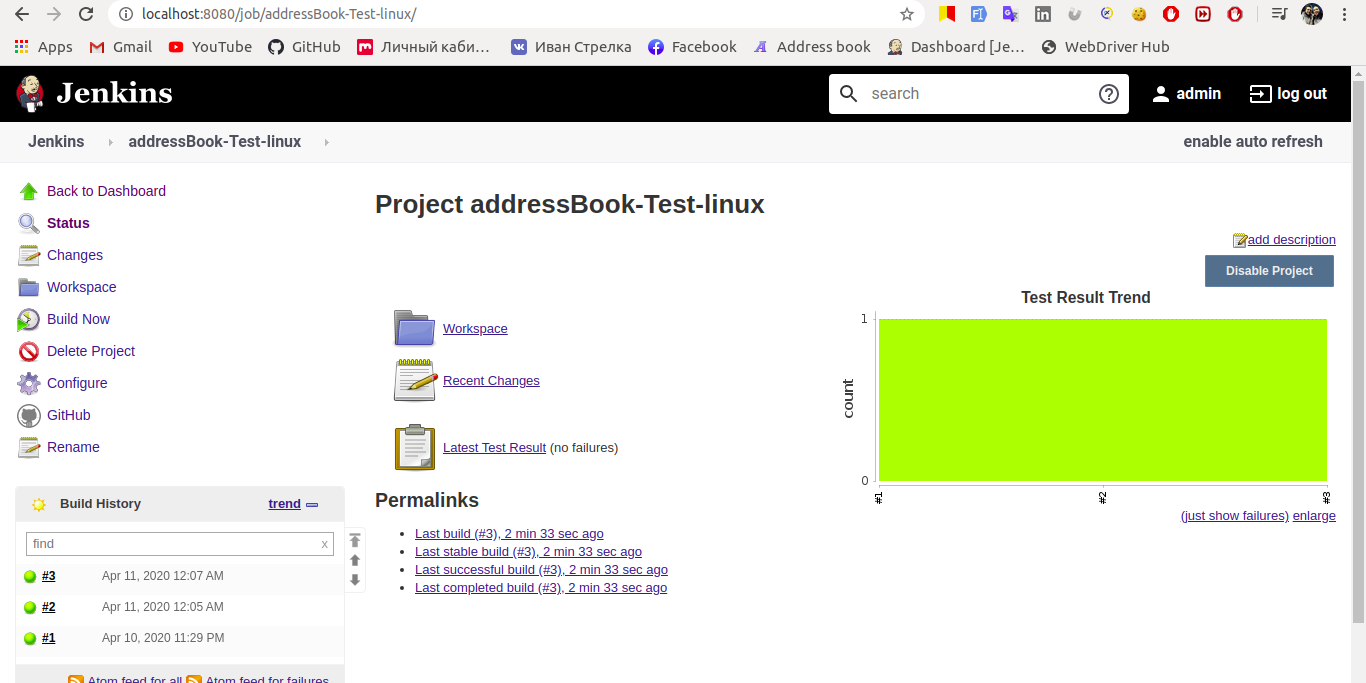 localhost:8080/job/addressBook-Test-linux/
Apps Gmail YouTube GitHub Личный каби… Иван Стрелка Facebook Address book Dashboard [Je… WebDriver Hub
Jenkins search admin log out
Jenkins addressBook-Test-linux enable auto refresh
Back to Dashboard
Status
Changes
Workspace
Build Now
Delete Project
Configure
GitHub
Rename
Build History trend
find x
#3 Apr 11, 2020 12:07 AM
#2 Apr 11, 2020 12:05 AM
#1 Apr 10, 2020 11:29 PM
Atom feed for all Atom feed for failures
Project addressBook-Test-linux
add description
Disable Project
Workspace
Recent Changes
Latest Test Result (no failures)
Permalinks
Last build (#3), 2 min 33 sec ago
Last stable build (#3), 2 min 33 sec ago
Last successful build (#3), 2 min 33 sec ago
Last completed build (#3), 2 min 33 sec ago
Test Result Trend
1
count
0
#1 #2 #3
(just show failures) enlarge